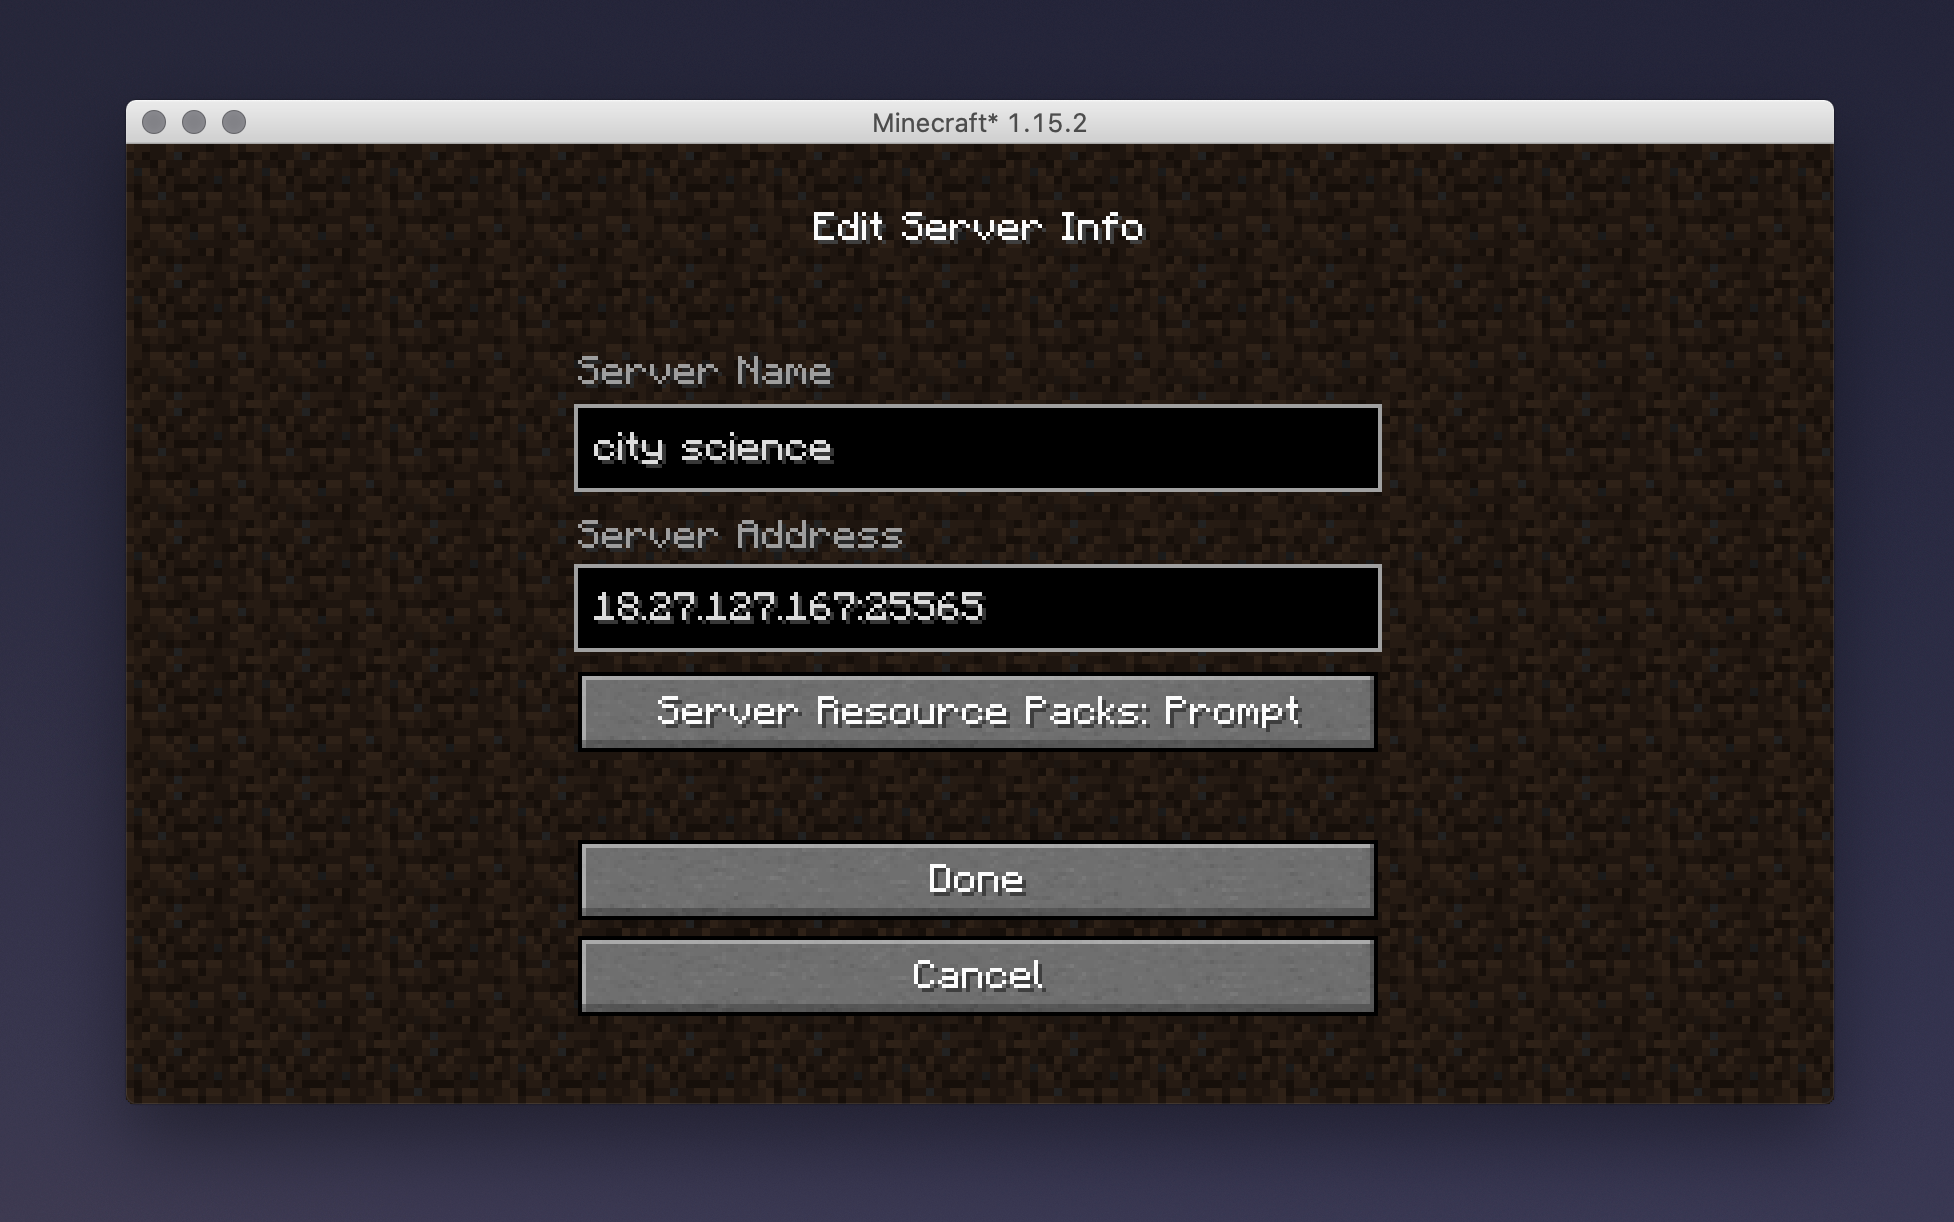 Minecraft* 1.15.2
Edit Server Info
Server Name
city science
Server Address
18.27.127.167:25565
Server Resource Packs: Prompt
Done
Cancel